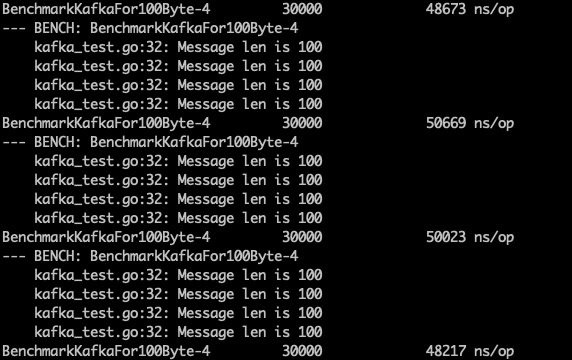 BenchmarkKafkaFor100Byte-4 30000 48673 ns/op
--- BENCH: BenchmarkKafkaFor100Byte-4
kafka_test.go:32: Message len is 100
kafka_test.go:32: Message len is 100
kafka_test.go:32: Message len is 100
kafka_test.go:32: Message len is 100
BenchmarkKafkaFor100Byte-4 30000 50669 ns/op
--- BENCH: BenchmarkKafkaFor100Byte-4
kafka_test.go:32: Message len is 100
kafka_test.go:32: Message len is 100
kafka_test.go:32: Message len is 100
kafka_test.go:32: Message len is 100
BenchmarkKafkaFor100Byte-4 30000 50023 ns/op
--- BENCH: BenchmarkKafkaFor100Byte-4
kafka_test.go:32: Message len is 100
kafka_test.go:32: Message len is 100
kafka_test.go:32: Message len is 100
kafka_test.go:32: Message len is 100
BenchmarkKafkaFor100Byte-4 30000 48217 ns/op